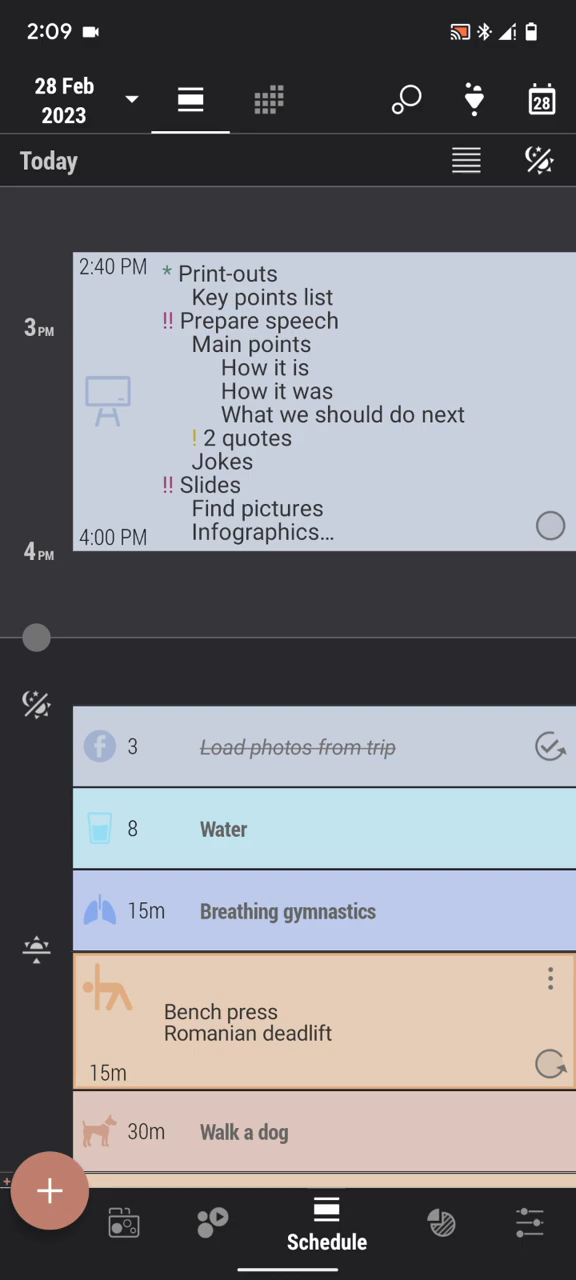 2:09
28 Feb
2023
28
Today
2:40 PM
* Print-outs
Key points list
3 PM
!! Prepare speech
Main points
How it is
How it was
What we should do next
! 2 quotes
Jokes
!! Slides
Find pictures
Infographics...
4:00 PM
4 PM
3 Load photos from trip
8 Water
15m Breathing gymnastics
Bench press
Romanian deadlift
15m
30m Walk a dog
+
Schedule